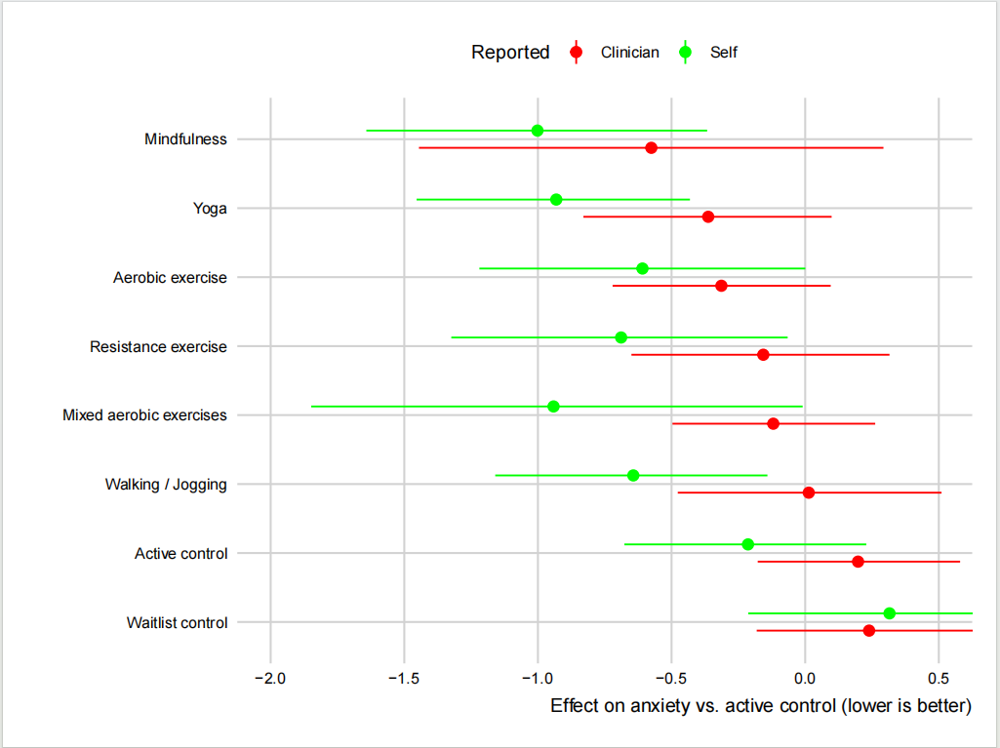 Reported Clinician Self
Mindfulness
Yoga
Aerobic exercise
Resistance exercise
Mixed aerobic exercises
Walking / Jogging
Active control
Waitlist control
−2.0 −1.5 −1.0 −0.5 0.0 0.5
Effect on anxiety vs. active control (lower is better)